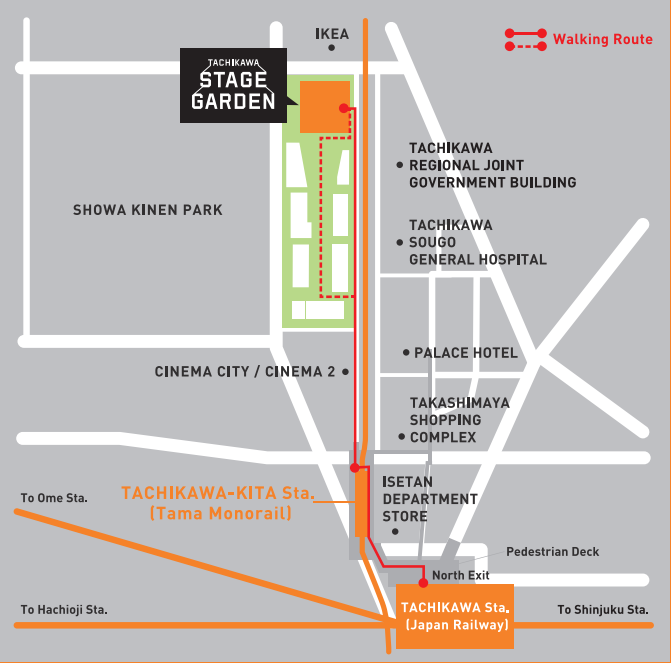 IKEA
Walking Route
TACHIKAWA
STAGE
GARDEN
TACHIKAWA
REGIONAL JOINT
GOVERNMENT BUILDING
SHOWA KINEN PARK
TACHIKAWA
SOUGO
GENERAL HOSPITAL
PALACE HOTEL
CINEMA CITY / CINEMA 2
TAKASHIMAYA
SHOPPING
COMPLEX
ISETAN
DEPARTMENT
STORE
TACHIKAWA-KITA Sta.
(Tama Monorail)
To Ome Sta.
Pedestrian Deck
North Exit
To Hachioji Sta.
TACHIKAWA Sta.
(Japan Railway)
To Shinjuku Sta.